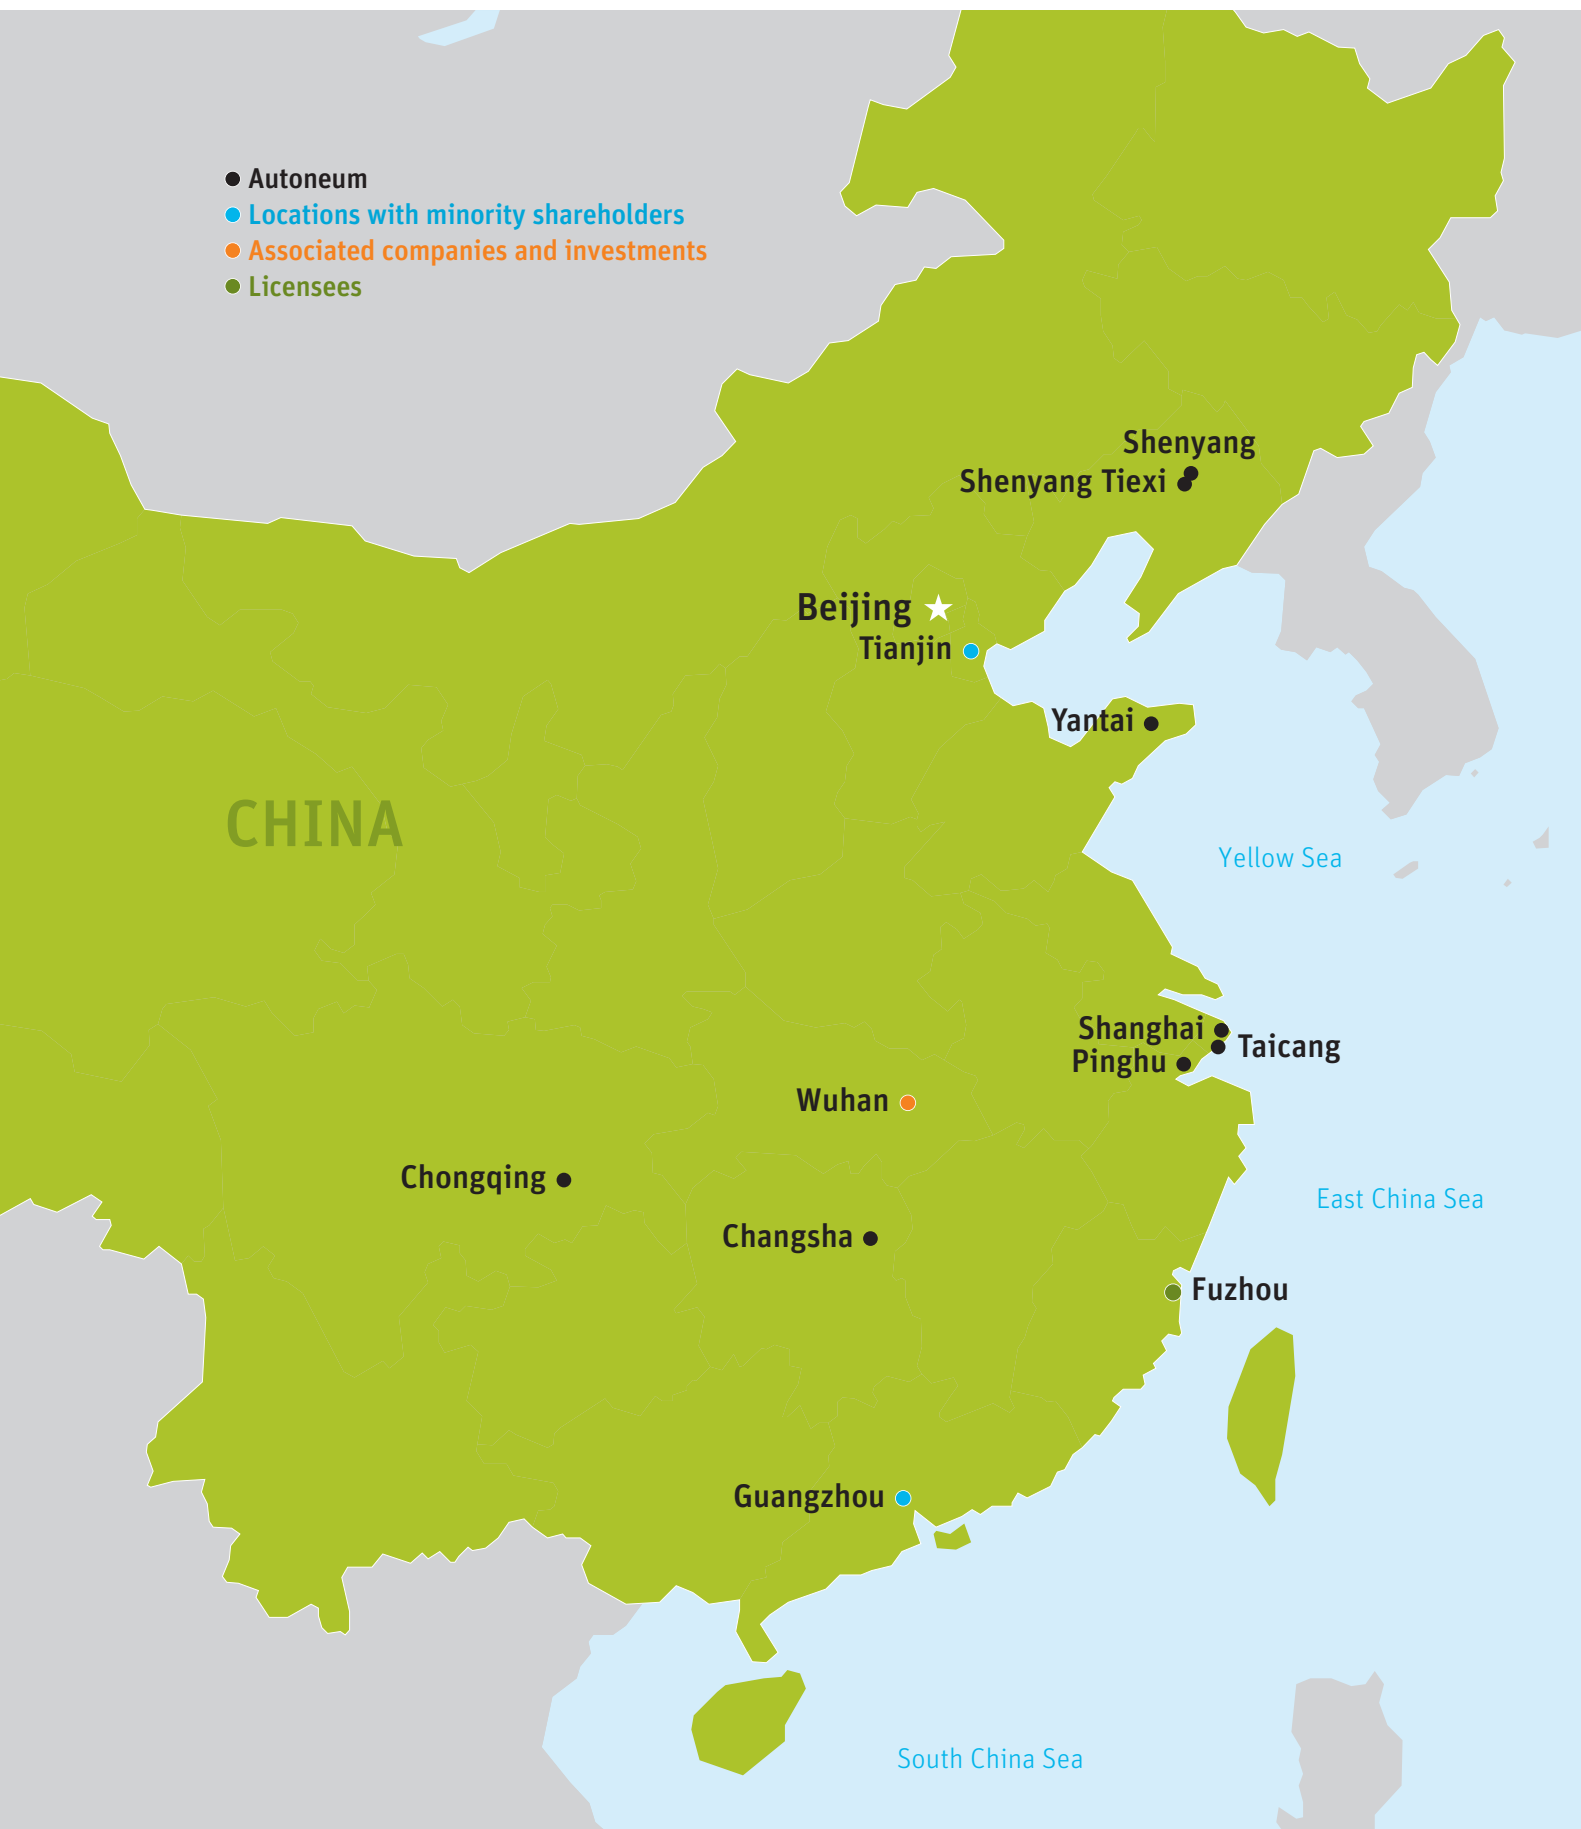 Autoneum
Locations with minority shareholders
Associated companies and investments
Licensees
Shenyang
Shenyang Tiexi
Beijing
Tianjin
Yantai
CHINA
Yellow Sea
Shanghai
Taicang
Pinghu
Wuhan
Chongqing
East China Sea
Changsha
Fuzhou
Guangzhou
South China Sea